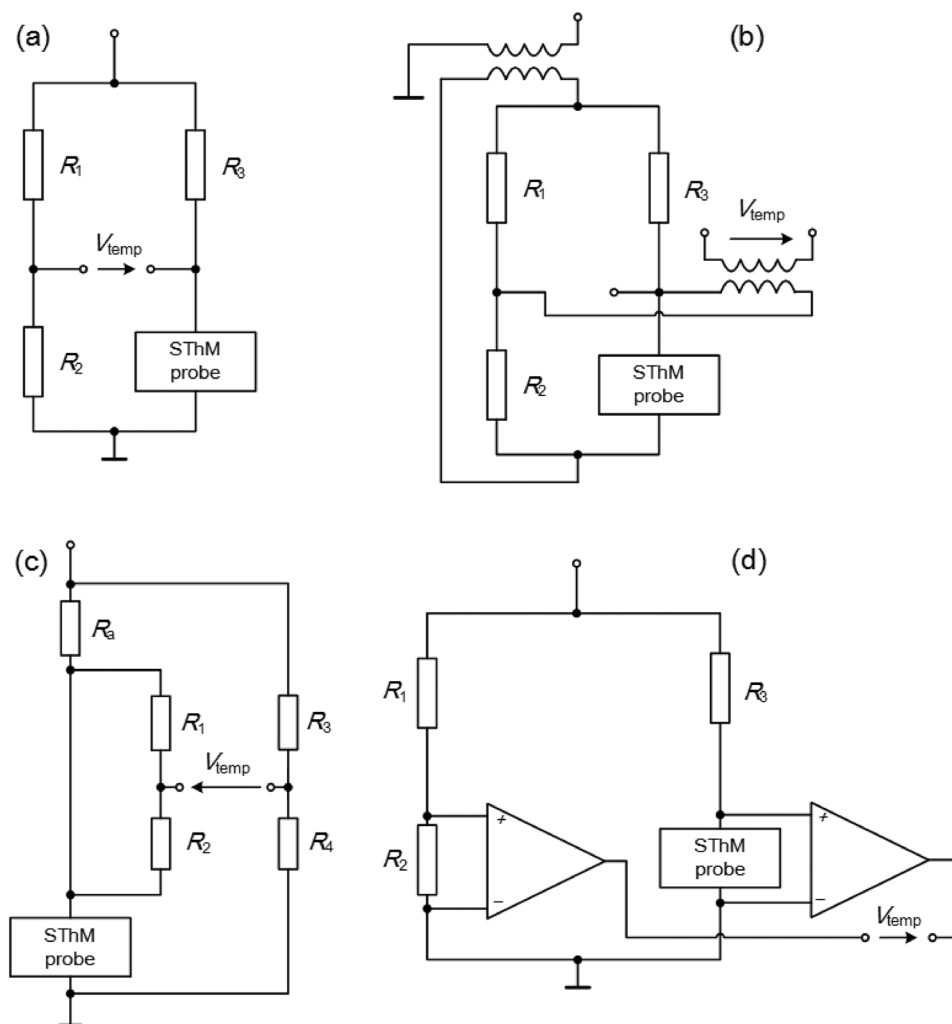 (a)
R1
R3
Vtemp
R2
SThM
probe
(b)
R1
R3
Vtemp
R2
SThM
probe
(c)
Ra
R1
R3
Vtemp
R2
R4
SThM
probe
(d)
R1
R3
+
+
R2
SThM
probe
−
−
Vtemp